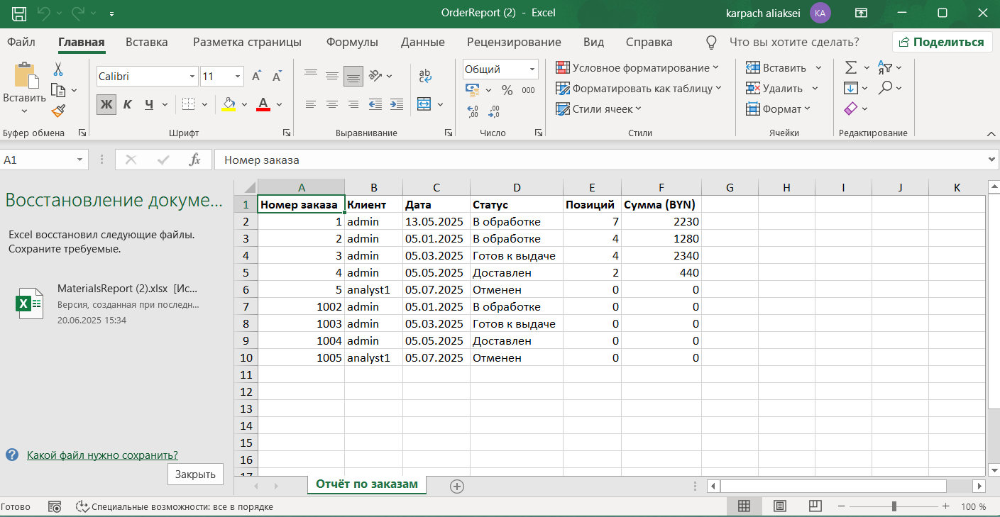 OrderReport (2) - Excel
karpach aliaksei KA
Файл Главная Вставка Разметка страницы Формулы Данные Рецензирование Вид Справка Что вы хотите сделать? Поделиться
Вставить
Calibri 11
Ж К Ч
Общий
% 000
Условное форматирование
Форматировать как таблицу
Стили ячеек
Вставить
Удалить
Формат
Буфер обмена Шрифт Выравнивание Число Стили Ячейки Редактирование
A1 fx Номер заказа
Восстановление докуме...
Excel восстановил следующие файлы.
Сохраните требуемые.
MaterialsReport (2).xlsx [Ис...
Версия, созданная при последн...
20.06.2025 15:34
Какой файл нужно сохранить?
Закрыть
A B C D E F G H I J K
1 Номер заказа Клиент Дата Статус Позиций Сумма (BYN)
2 1 admin 13.05.2025 В обработке 7 2230
3 2 admin 05.01.2025 В обработке 4 1280
4 3 admin 05.03.2025 Готов к выдаче 4 2340
5 4 admin 05.05.2025 Доставлен 2 440
6 5 analyst1 05.07.2025 Отменен 0 0
7 1002 admin 05.01.2025 В обработке 0 0
8 1003 admin 05.03.2025 Готов к выдаче 0 0
9 1004 admin 05.05.2025 Доставлен 0 0
10 1005 analyst1 05.07.2025 Отменен 0 0
11
12
13
14
15
16
17
Отчёт по заказам
Готово Специальные возможности: все в порядке 100 %